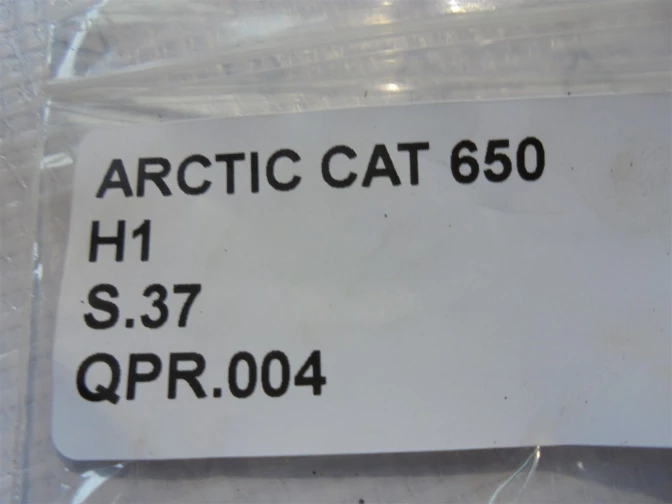 ARCTIC CAT 650
H1
S.37
QPR.004